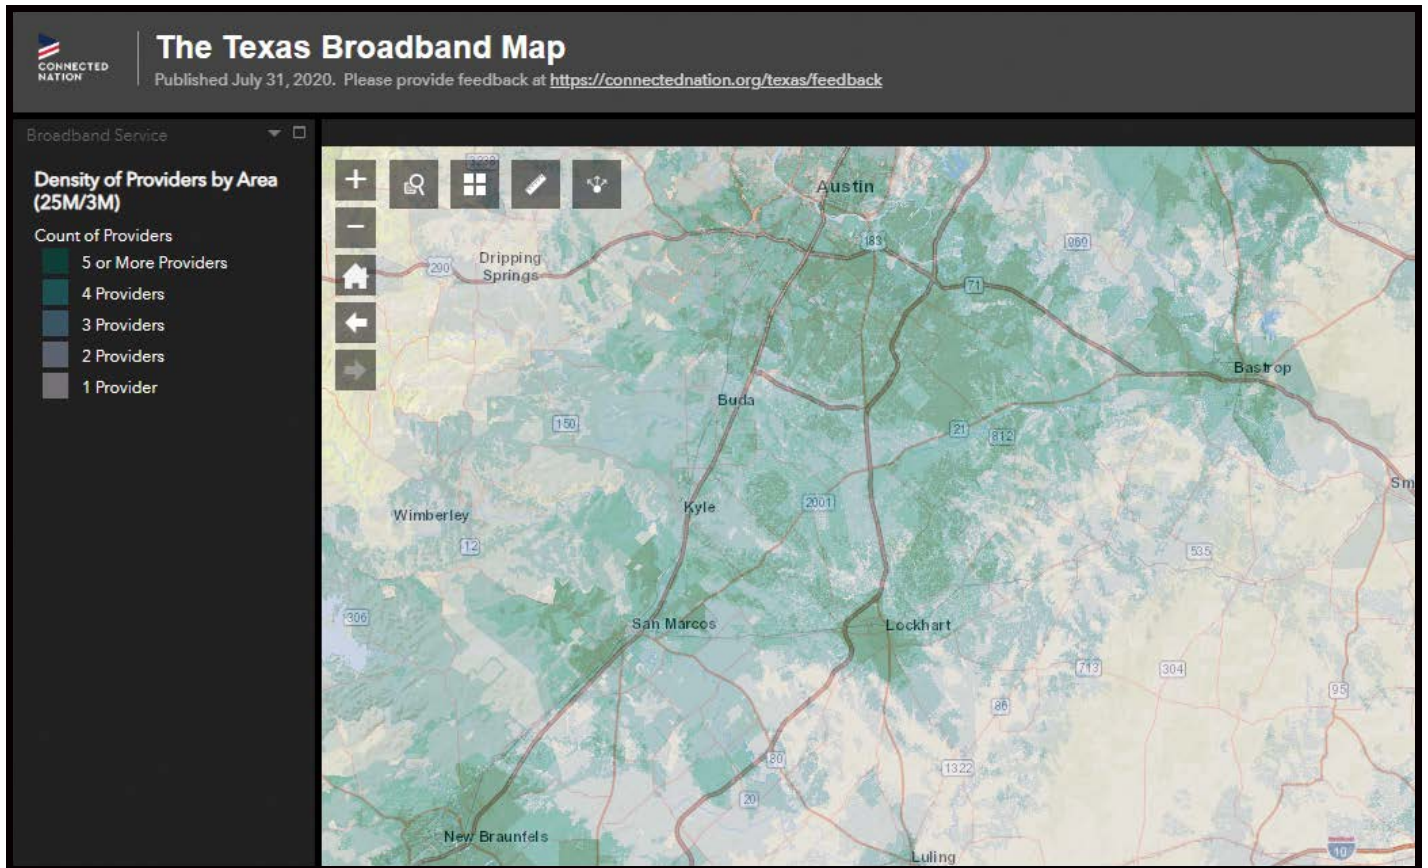 CONNECTED
NATION
The Texas Broadband Map
Published July 31, 2020. Please provide feedback at https://connectednation.org/texas/feedback
Broadband Service
Density of Providers by Area
(25M/3M)
Count of Providers
5 or More Providers
4 Providers
3 Providers
2 Providers
1 Provider
3238
Austin
183
969
Dripping
Springs
290
71
Bastrop
Buda
150
21
812
Sm
Kyle
2001
Wimberley
12
535
306
San Marcos
Lockhart
713
304
95
86
80
1322
20
New Braunfels
Luling
10